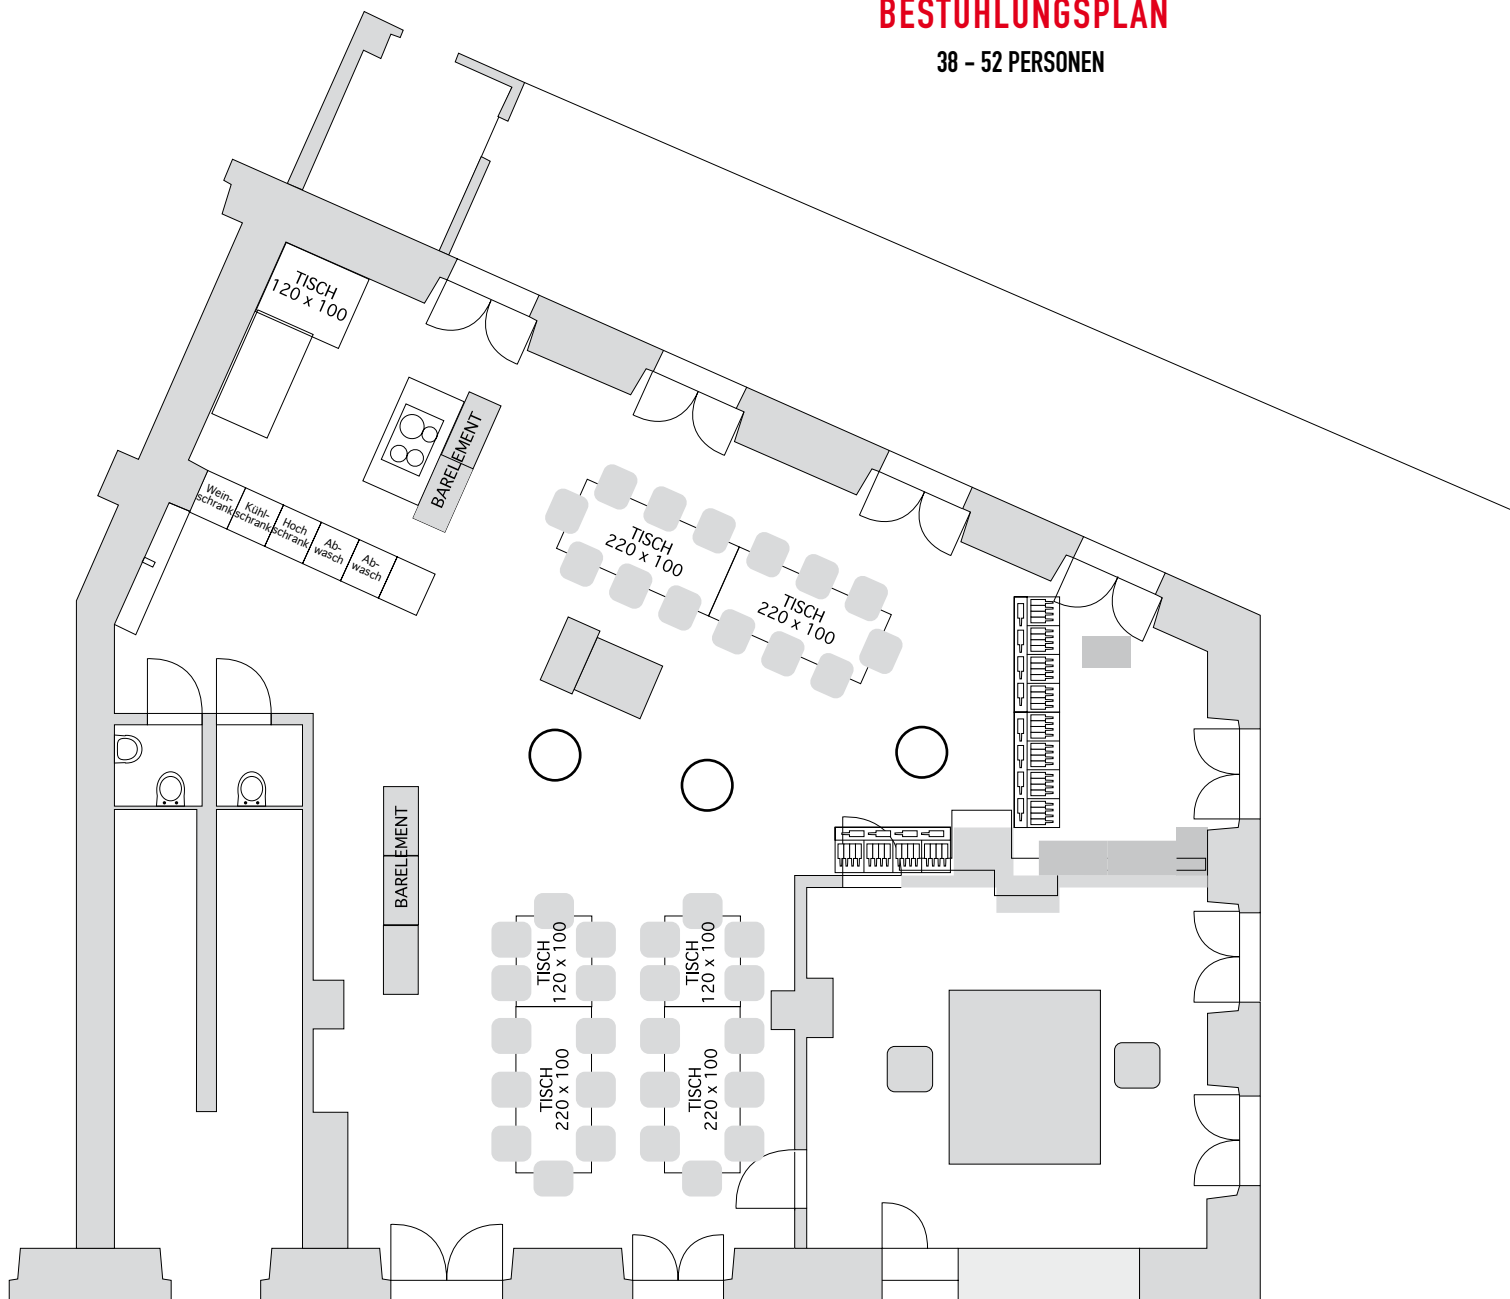 BESTUHLUNGSPLAN
38 – 52 PERSONEN
TISCH
120 x 100
BARELEMENT
Wein-
schrank
Kühl-
schrank
Hoch
schrank
Ab-
wasch
Ab-
wasch
TISCH
220 x 100
TISCH
220 x 100
BARELEMENT
TISCH
120 x 100
TISCH
120 x 100
TISCH
220 x 100
TISCH
220 x 100